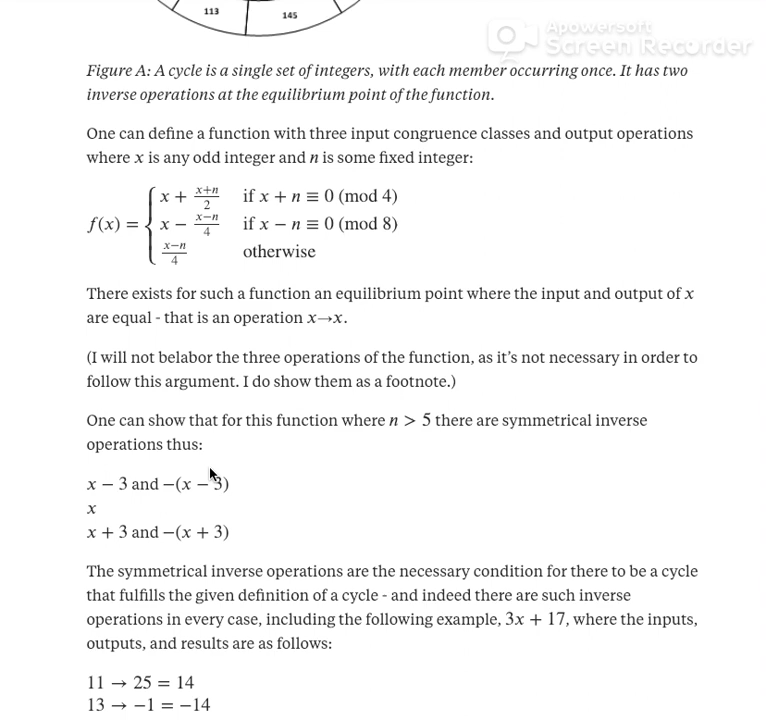 113
145
Apowersoft
Screen Recorder
Figure A: A cycle is a single set of integers, with each member occurring once. It has two
inverse operations at the equilibrium point of the function.
One can define a function with three input congruence classes and output operations
where x is any odd integer and n is some fixed integer:
f(x) = { x + (x+n)/2 if x + n ≡ 0 (mod 4)
x − (x−n)/4 if x − n ≡ 0 (mod 8)
(x−n)/4 otherwise
There exists for such a function an equilibrium point where the input and output of x
are equal - that is an operation x→x.
(I will not belabor the three operations of the function, as it's not necessary in order to
follow this argument. I do show them as a footnote.)
One can show that for this function where n > 5 there are symmetrical inverse
operations thus:
x − 3 and −(x − 3)
x
x + 3 and −(x + 3)
The symmetrical inverse operations are the necessary condition for there to be a cycle
that fulfills the given definition of a cycle - and indeed there are such inverse
operations in every case, including the following example, 3x + 17, where the inputs,
outputs, and results are as follows:
11 → 25 = 14
13 → −1 = −14